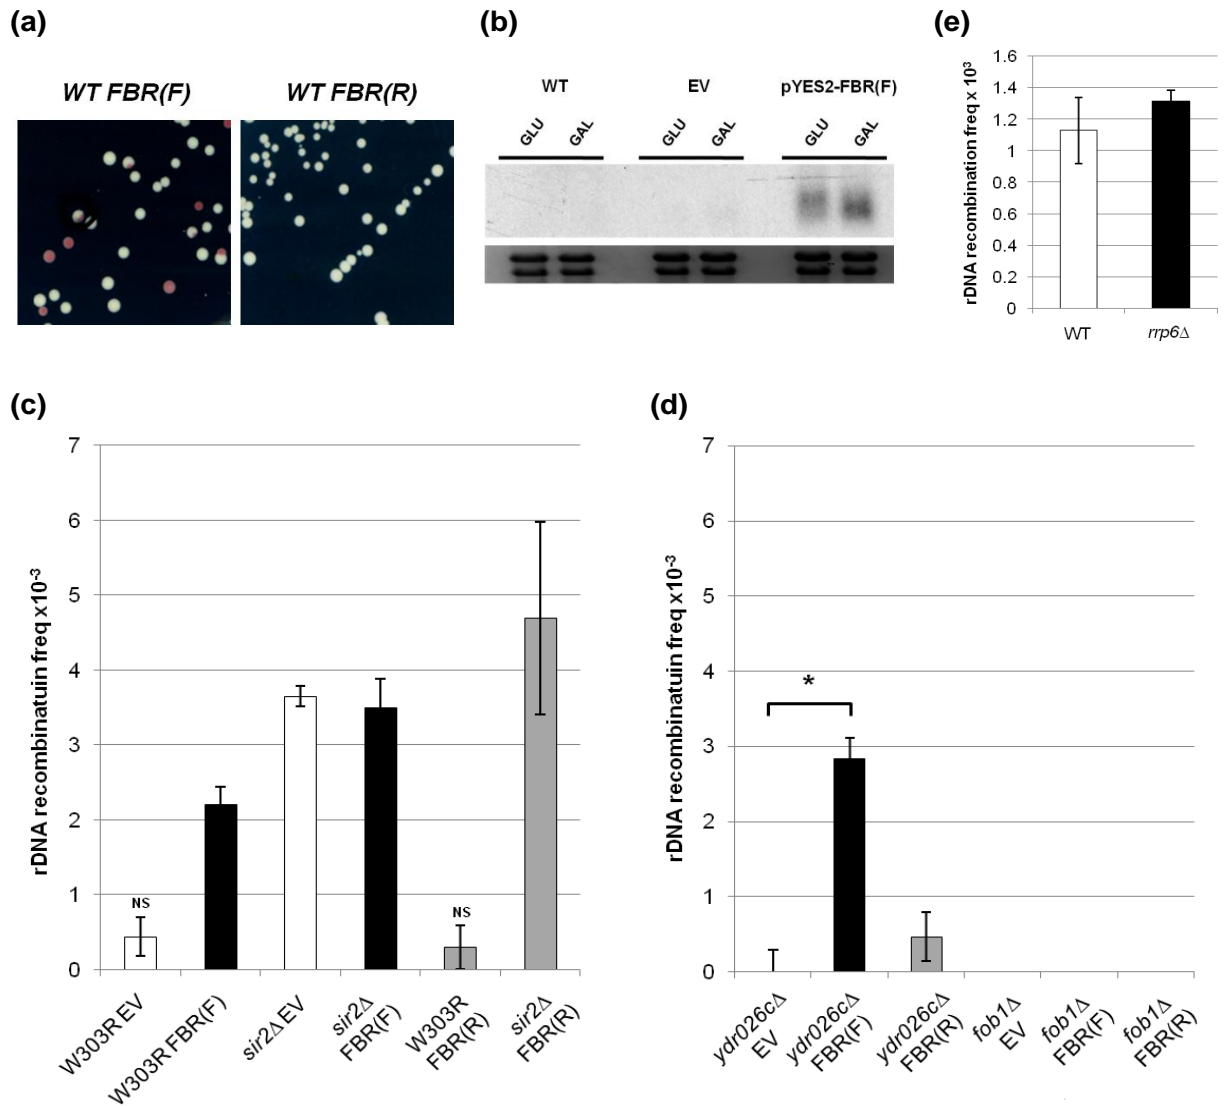 (a)
WT FBR(F)
WT FBR(R)
(b)
WT
EV
pYES2-FBR(F)
GLU
GAL
GLU
GAL
GLU
GAL
(e)
rDNA recombination freq x 10³
1.6
1.4
1.2
1
0.8
0.6
0.4
0.2
0
WT
rrp6Δ
(c)
rDNA recombinatuin freq x10⁻³
7
6
5
4
3
2
1
0
NS
NS
W303R EV
W303R FBR(F)
sir2Δ EV
sir2Δ
FBR(F)
W303R
FBR(R)
sir2Δ
FBR(R)
(d)
rDNA recombinatuin freq x10⁻³
7
6
5
4
3
2
1
0
*
ydr026cΔ
EV
ydr026cΔ
FBR(F)
ydr026cΔ
FBR(R)
fob1Δ
EV
fob1Δ
FBR(F)
fob1Δ
FBR(R)